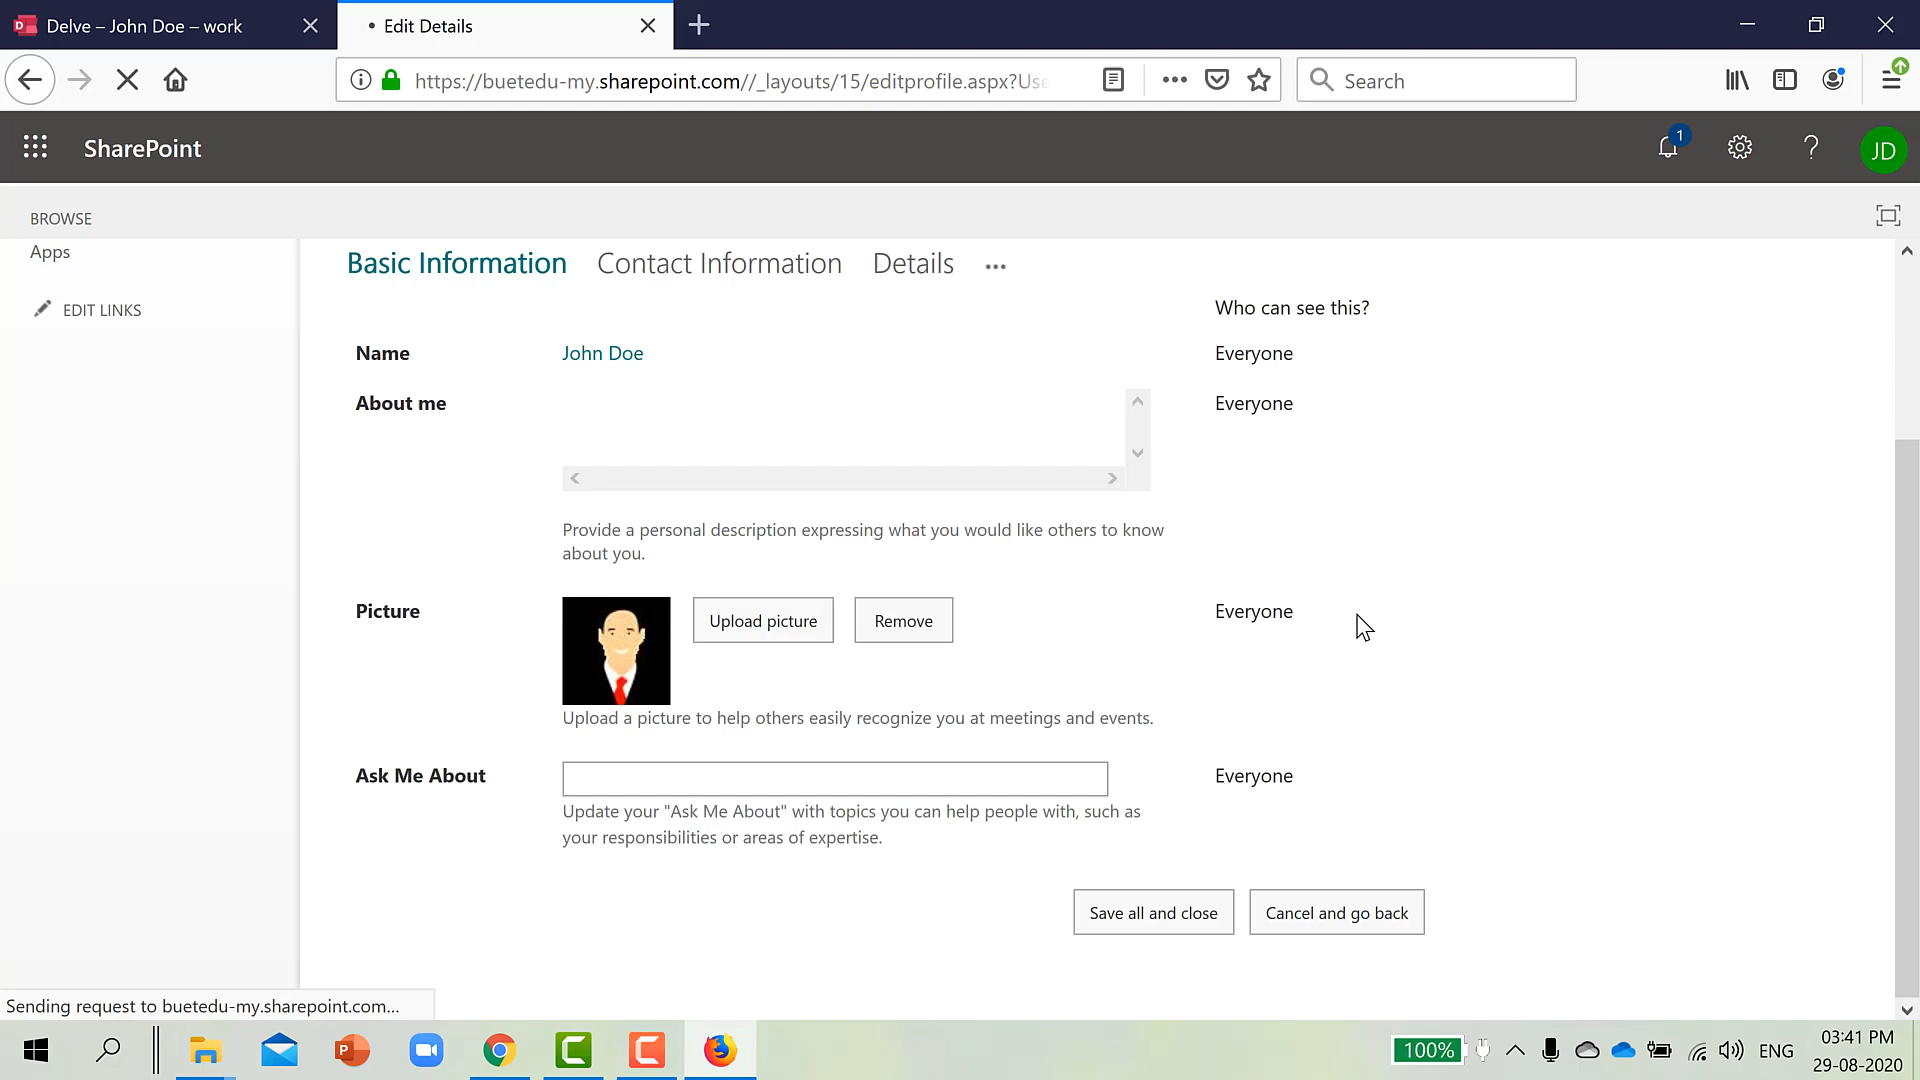 Delve – John Doe – work
Edit Details
https://buetedu-my.sharepoint.com//_layouts/15/editprofile.aspx?Use
Search
SharePoint
1
JD
BROWSE
Apps
EDIT LINKS
Basic Information
Contact Information
Details
Who can see this?
Name
John Doe
Everyone
About me
Everyone
Provide a personal description expressing what you would like others to know
about you.
Picture
Upload picture
Remove
Everyone
Upload a picture to help others easily recognize you at meetings and events.
Ask Me About
Everyone
Update your "Ask Me About" with topics you can help people with, such as
your responsibilities or areas of expertise.
Save all and close
Cancel and go back
Sending request to buetedu-my.sharepoint.com...
100%
ENG
03:41 PM
29-08-2020